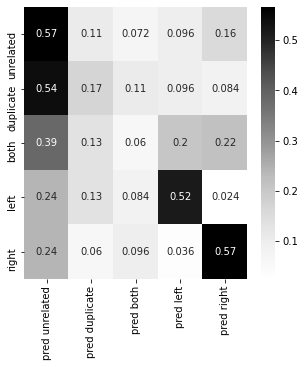 unrelated 0.57 0.11 0.072 0.096 0.16
duplicate 0.54 0.17 0.11 0.096 0.084
both 0.39 0.13 0.06 0.2 0.22
left 0.24 0.13 0.084 0.52 0.024
right 0.24 0.06 0.096 0.036 0.57
pred unrelated pred duplicate pred both pred left pred right
0.5
0.4
0.3
0.2
0.1